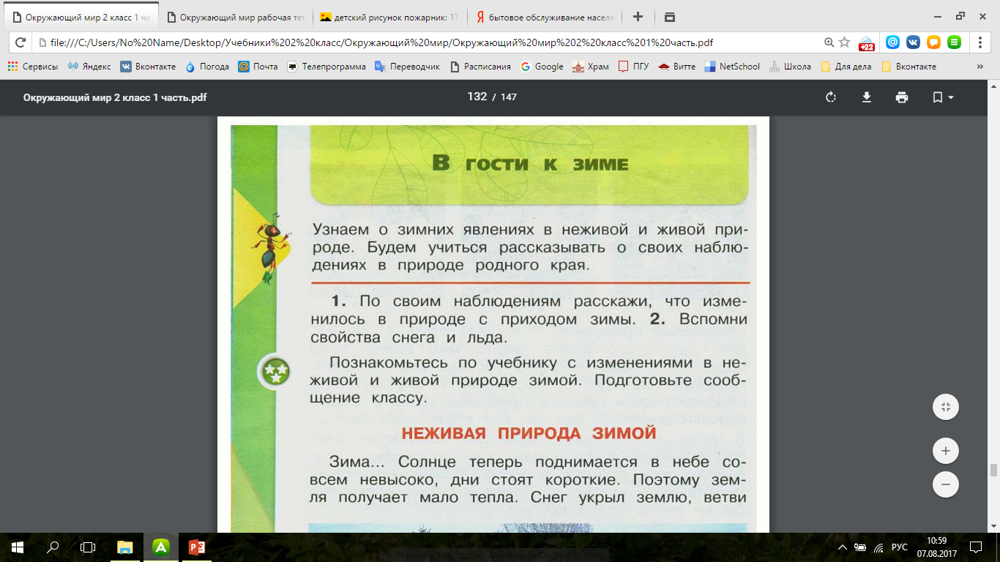 Окружающий мир 2 класс 1 ча
Окружающий мир рабочая тет
детский рисунок пожарник: 17
бытовое обслуживание населе
file:///C:/Users/No%20Name/Desktop/Учебники%202%20класс/Окружающий%20мир/Окружающий%20мир%202%20класс%201%20часть.pdf
+22
Сервисы Яндекс Вконтакте Погода Почта Телепрограмма Переводчик Расписания Google Храм ПГУ Витте NetSchool Школа Для дела Вконтакте »
Окружающий мир 2 класс 1 часть.pdf
132 / 147
В гости к зиме
Узнаем о зимних явлениях в неживой и живой при-
роде. Будем учиться рассказывать о своих наблю-
дениях в природе родного края.
1. По своим наблюдениям расскажи, что изме-
нилось в природе с приходом зимы. 2. Вспомни
свойства снега и льда.
Познакомьтесь по учебнику с изменениями в не-
живой и живой природе зимой. Подготовьте сооб-
щение классу.
НЕЖИВАЯ ПРИРОДА ЗИМОЙ
Зима... Солнце теперь поднимается в небе со-
всем невысоко, дни стоят короткие. Поэтому зем-
ля получает мало тепла. Снег укрыл землю, ветви
РУС
10:59
07.08.2017